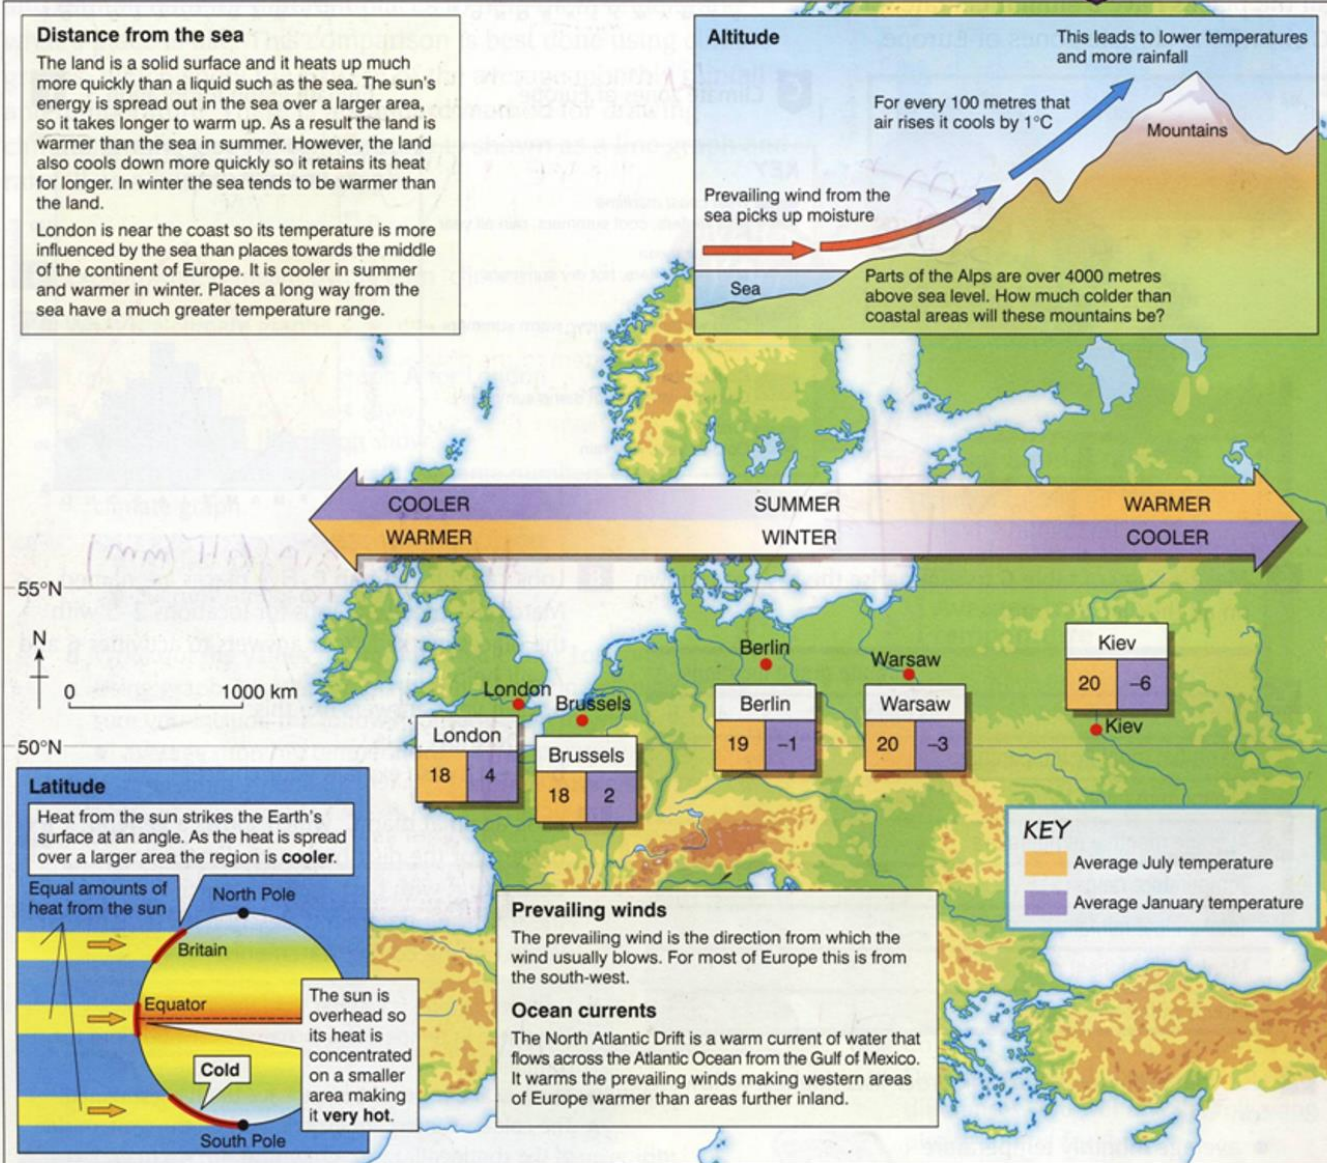 Distance from the sea
The land is a solid surface and it heats up much
more quickly than a liquid such as the sea. The sun's
energy is spread out in the sea over a larger area,
so it takes longer to warm up. As a result the land is
warmer than the sea in summer. However, the land
also cools down more quickly so it retains its heat
for longer. In winter the sea tends to be warmer than
the land.
London is near the coast so its temperature is more
influenced by the sea than places towards the middle
of the continent of Europe. It is cooler in summer
and warmer in winter. Places a long way from the
sea have a much greater temperature range.
Altitude
This leads to lower temperatures
and more rainfall
For every 100 metres that
air rises it cools by 1°C
Mountains
Prevailing wind from the
sea picks up moisture
Sea
Parts of the Alps are over 4000 metres
above sea level. How much colder than
coastal areas will these mountains be?
COOLER SUMMER WARMER
WARMER WINTER COOLER
55°N
N
0 1000 km
50°N
London
Brussels
Berlin
Warsaw
Kiev
London
18 4
Brussels
18 2
Berlin
19 –1
Warsaw
20 –3
Kiev
20 –6
Latitude
Heat from the sun strikes the Earth's
surface at an angle. As the heat is spread
over a larger area the region is cooler.
Equal amounts of
heat from the sun
North Pole
Britain
Equator
The sun is
overhead so
its heat is
concentrated
on a smaller
area making
it very hot.
Cold
South Pole
Prevailing winds
The prevailing wind is the direction from which the
wind usually blows. For most of Europe this is from
the south-west.
Ocean currents
The North Atlantic Drift is a warm current of water that
flows across the Atlantic Ocean from the Gulf of Mexico.
It warms the prevailing winds making western areas
of Europe warmer than areas further inland.
KEY
Average July temperature
Average January temperature